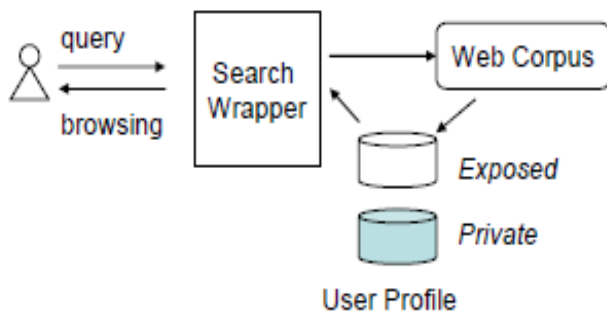 query
browsing
Search
Wrapper
Web Corpus
Exposed
Private
User Profile